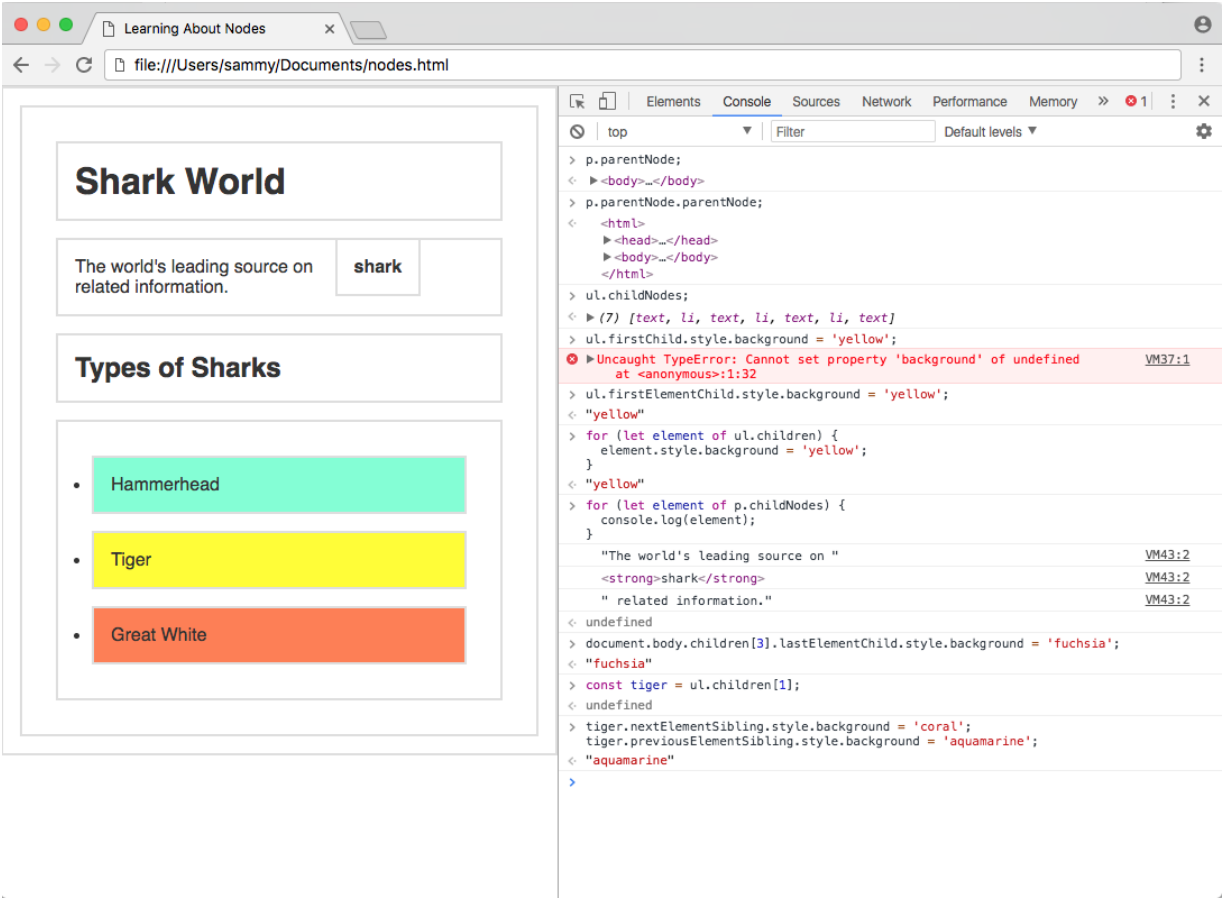 Learning About Nodes
file:///Users/sammy/Documents/nodes.html
Shark World
The world's leading source on shark
related information.
Types of Sharks
Hammerhead
Tiger
Great White
Elements Console Sources Network Performance Memory » 1
top Filter Default levels
> p.parentNode;
<body>…</body>
> p.parentNode.parentNode;
<html>
<head>…</head>
<body>…</body>
</html>
> ul.childNodes;
(7) [text, li, text, li, text, li, text]
> ul.firstChild.style.background = 'yellow';
Uncaught TypeError: Cannot set property 'background' of undefined VM37:1
at <anonymous>:1:32
> ul.firstElementChild.style.background = 'yellow';
"yellow"
> for (let element of ul.children) {
element.style.background = 'yellow';
}
"yellow"
> for (let element of p.childNodes) {
console.log(element);
}
"The world's leading source on " VM43:2
<strong>shark</strong> VM43:2
" related information." VM43:2
undefined
> document.body.children[3].lastElementChild.style.background = 'fuchsia';
"fuchsia"
> const tiger = ul.children[1];
undefined
> tiger.nextElementSibling.style.background = 'coral';
tiger.previousElementSibling.style.background = 'aquamarine';
"aquamarine"
>